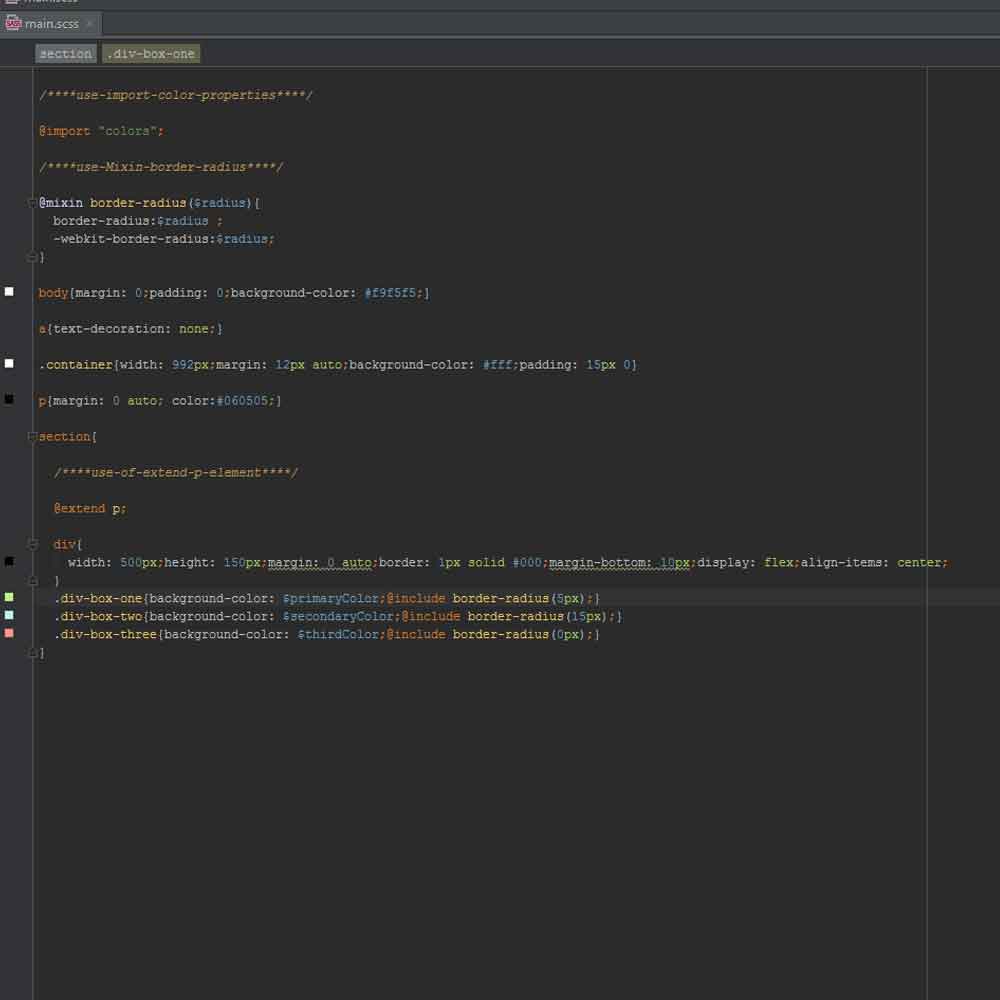 main.scss
main.scss ×
section .div-box-one
/****use-import-color-properties****/
@import "colors";
/****use-Mixin-border-radius****/
@mixin border-radius($radius){
border-radius:$radius ;
-webkit-border-radius:$radius;
}
body{margin: 0;padding: 0;background-color: #f9f5f5;}
a{text-decoration: none;}
.container{width: 992px;margin: 12px auto;background-color: #fff;padding: 15px 0}
p{margin: 0 auto; color:#060505;}
section{
/****use-of-extend-p-element****/
@extend p;
div{
width: 500px;height: 150px;margin: 0 auto;border: 1px solid #000;margin-bottom: 10px;display: flex;align-items: center;
}
.div-box-one{background-color: $primaryColor;@include border-radius(5px);}
.div-box-two{background-color: $secondaryColor;@include border-radius(15px);}
.div-box-three{background-color: $thirdColor;@include border-radius(0px);}
}